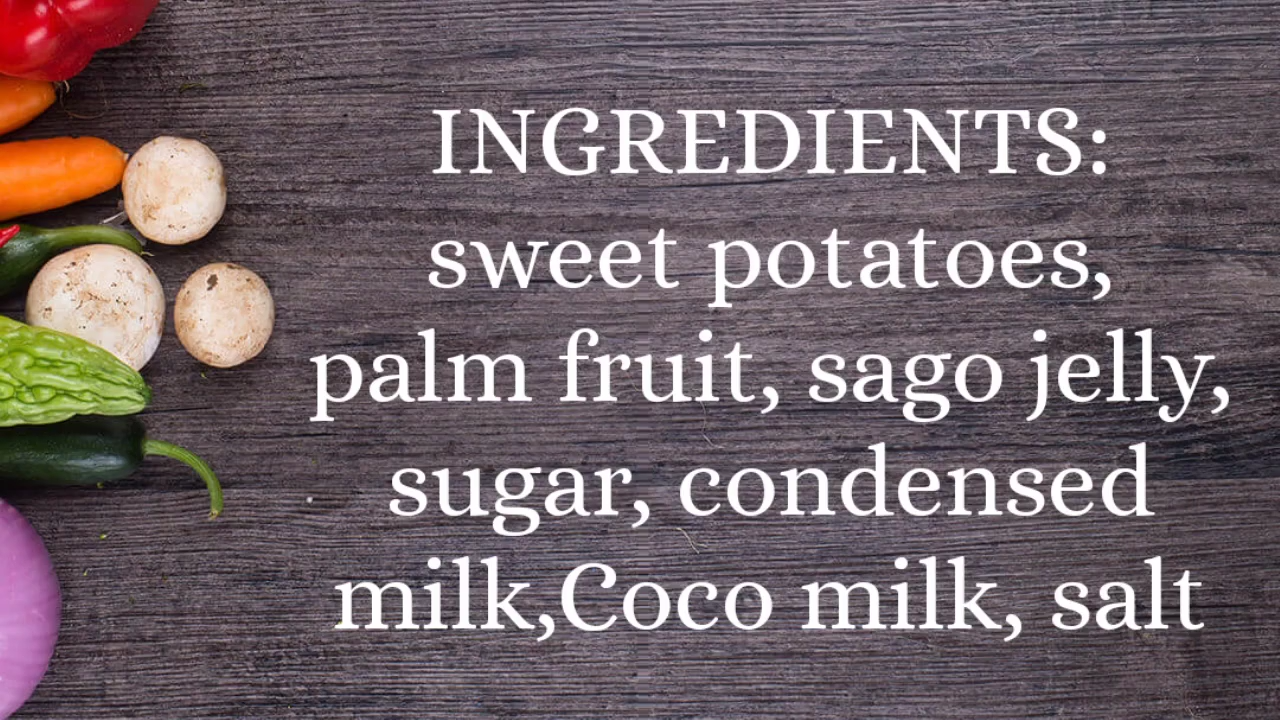 INGREDIENTS:
sweet potatoes,
palm fruit, sago jelly,
sugar, condensed
milk,Coco milk, salt